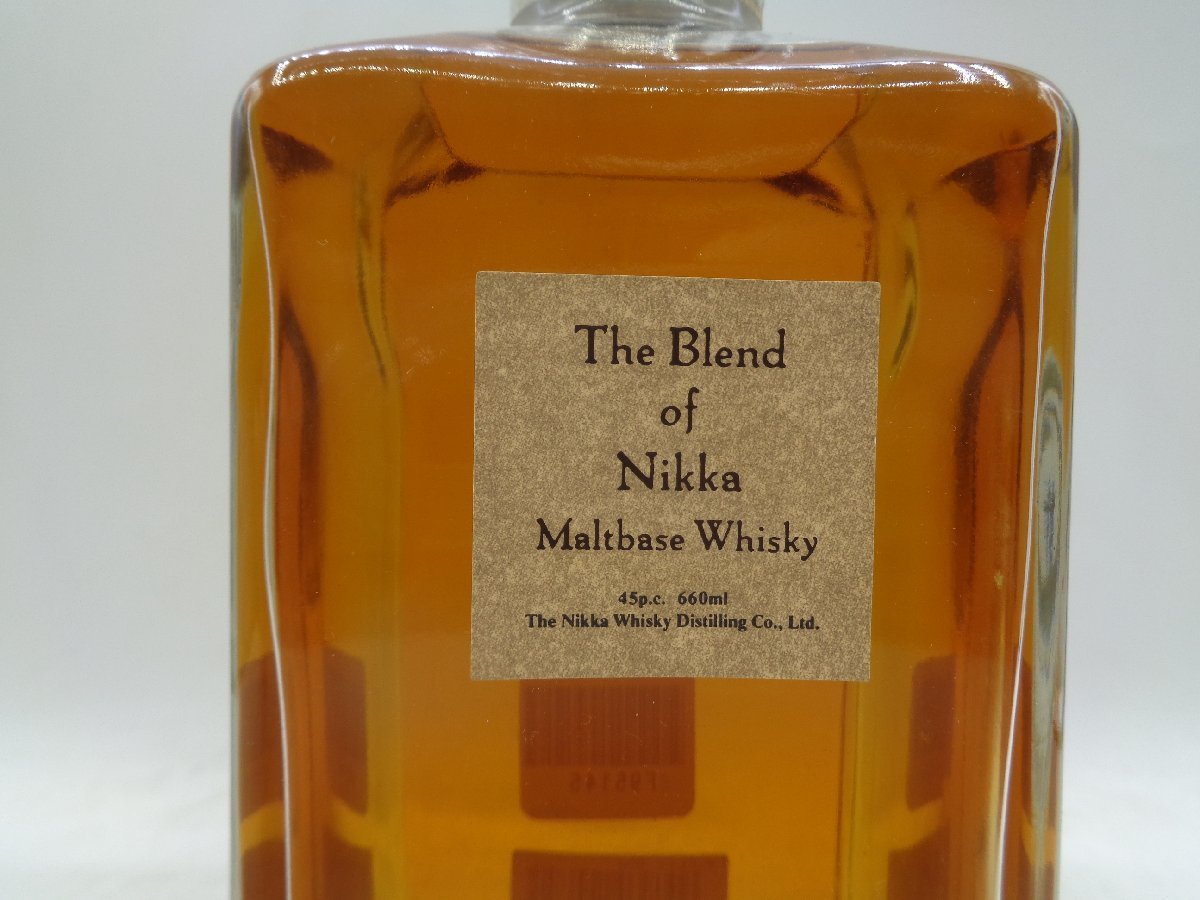 The Blend
of
Nikka
Maltbase Whisky
45p.c. 660ml
The Nikka Whisky Distilling Co., Ltd.